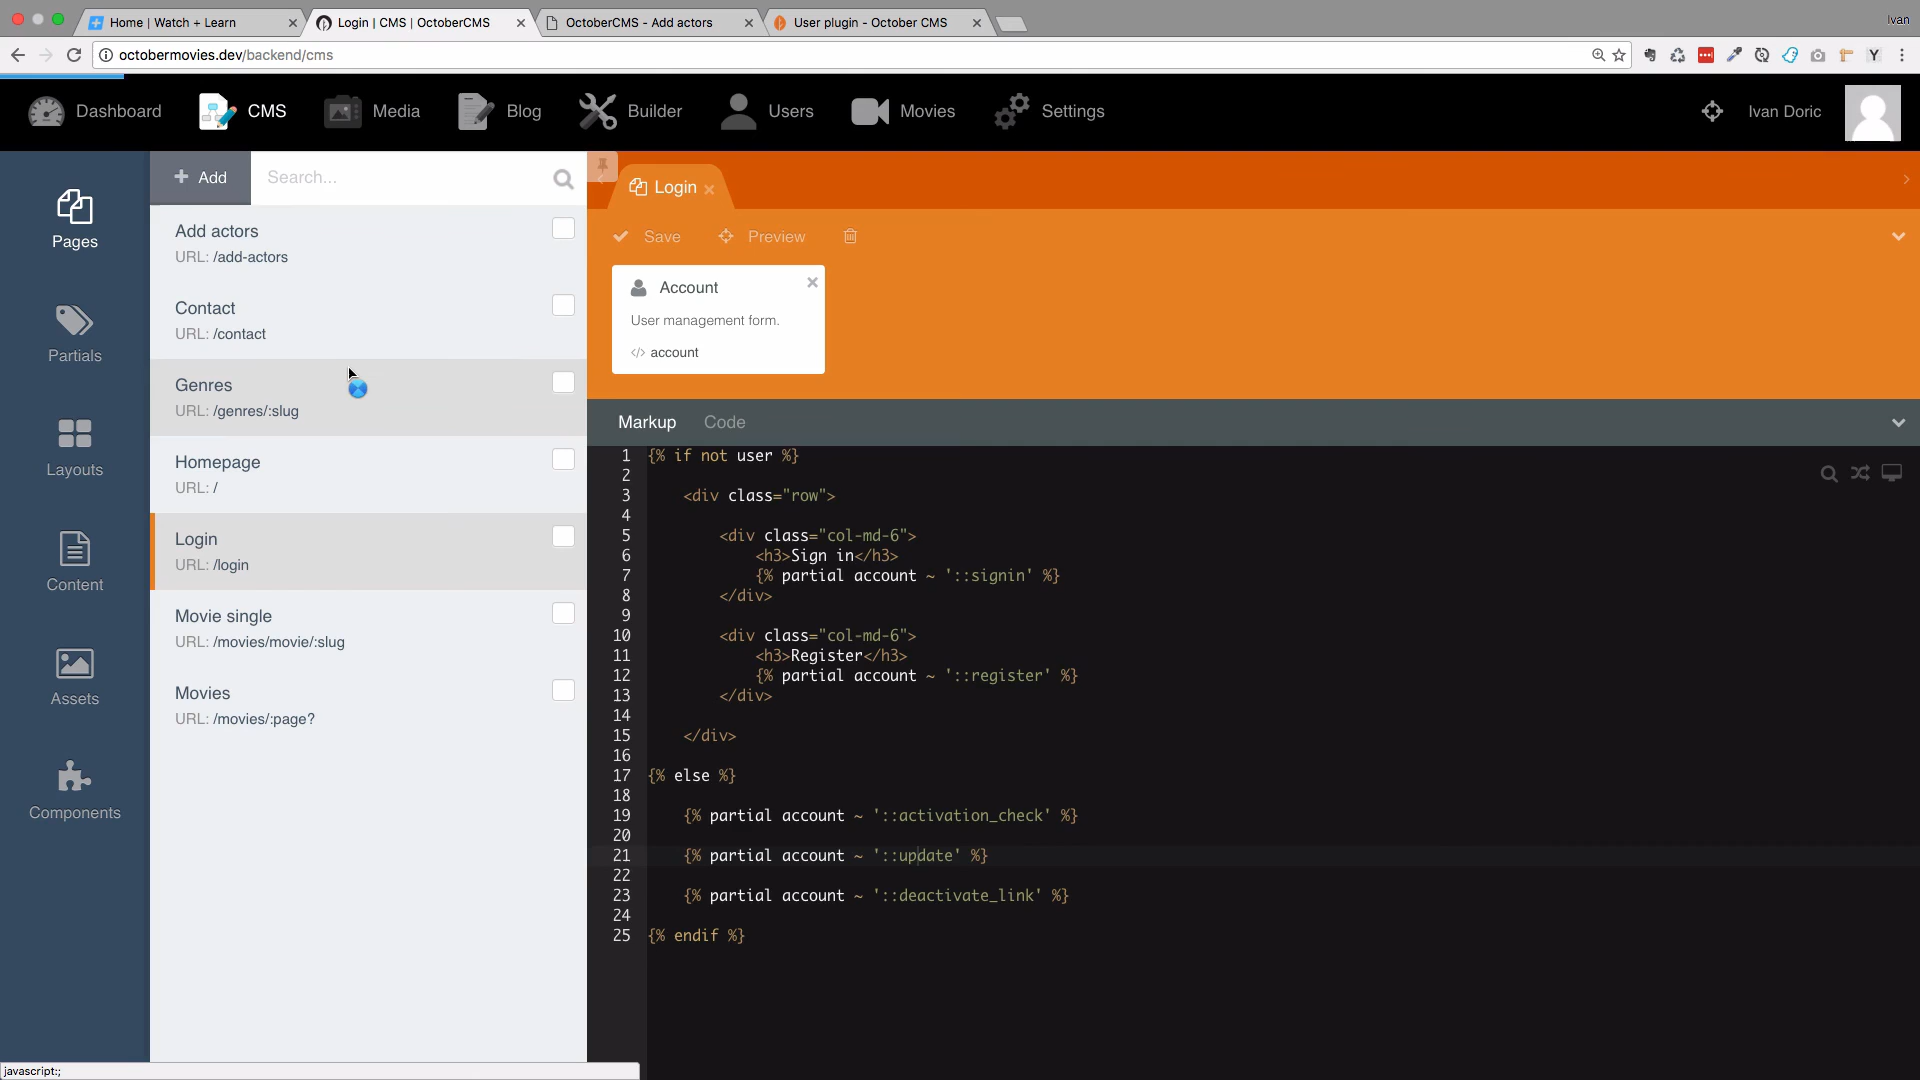 Home | Watch + Learn
Login | CMS | OctoberCMS
OctoberCMS - Add actors
User plugin - October CMS
Ivan
octobermovies.dev/backend/cms
Dashboard
CMS
Media
Blog
Builder
Users
Movies
Settings
Ivan Doric
Pages
Partials
Layouts
Content
Assets
Components
+ Add
Search...
Add actors
URL: /add-actors
Contact
URL: /contact
Genres
URL: /genres/:slug
Homepage
URL: /
Login
URL: /login
Movie single
URL: /movies/movie/:slug
Movies
URL: /movies/:page?
Login
Save
Preview
Account
User management form.
</> account
Markup
Code
1 {% if not user %}
2
3 <div class="row">
4
5 <div class="col-md-6">
6 <h3>Sign in</h3>
7 {% partial account ~ '::signin' %}
8 </div>
9
10 <div class="col-md-6">
11 <h3>Register</h3>
12 {% partial account ~ '::register' %}
13 </div>
14
15 </div>
16
17 {% else %}
18
19 {% partial account ~ '::activation_check' %}
20
21 {% partial account ~ '::update' %}
22
23 {% partial account ~ '::deactivate_link' %}
24
25 {% endif %}
javascript:;